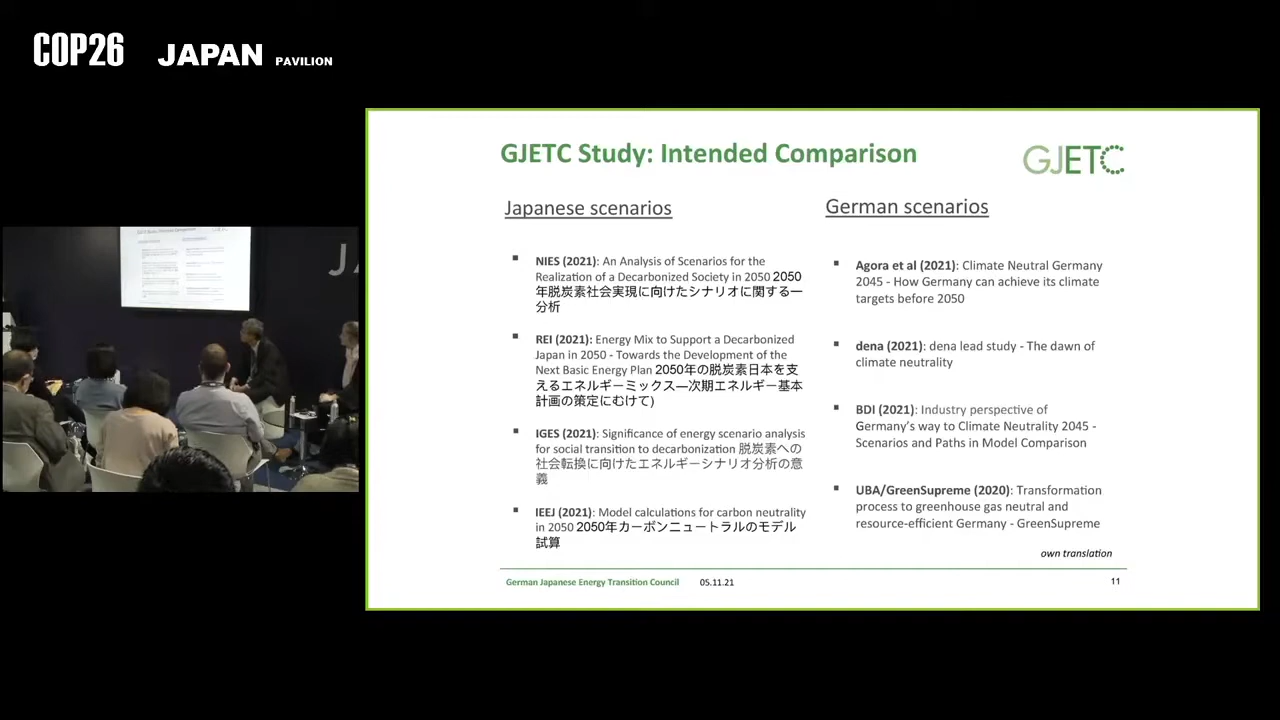 COP26 JAPAN PAVILION
GJETC Study: Intended Comparison
GJETC
Japanese scenarios
NIES (2021): An Analysis of Scenarios for the
Realization of a Decarbonized Society in 2050 2050
年脱炭素社会実現に向けたシナリオに関する一
分析
REI (2021): Energy Mix to Support a Decarbonized
Japan in 2050 - Towards the Development of the
Next Basic Energy Plan 2050年の脱炭素日本を支
えるエネルギーミックス—次期エネルギー基本
計画の策定にむけて)
IGES (2021): Significance of energy scenario analysis
for social transition to decarbonization 脱炭素への
社会転換に向けたエネルギーシナリオ分析の意
義
IEEJ (2021): Model calculations for carbon neutrality
in 2050 2050年カーボンニュートラルのモデル
試算
German scenarios
Agora et al (2021): Climate Neutral Germany
2045 - How Germany can achieve its climate
targets before 2050
dena (2021): dena lead study - The dawn of
climate neutrality
BDI (2021): Industry perspective of
Germany's way to Climate Neutrality 2045 -
Scenarios and Paths in Model Comparison
UBA/GreenSupreme (2020): Transformation
process to greenhouse gas neutral and
resource-efficient Germany - GreenSupreme
own translation
German Japanese Energy Transition Council 05.11.21 11